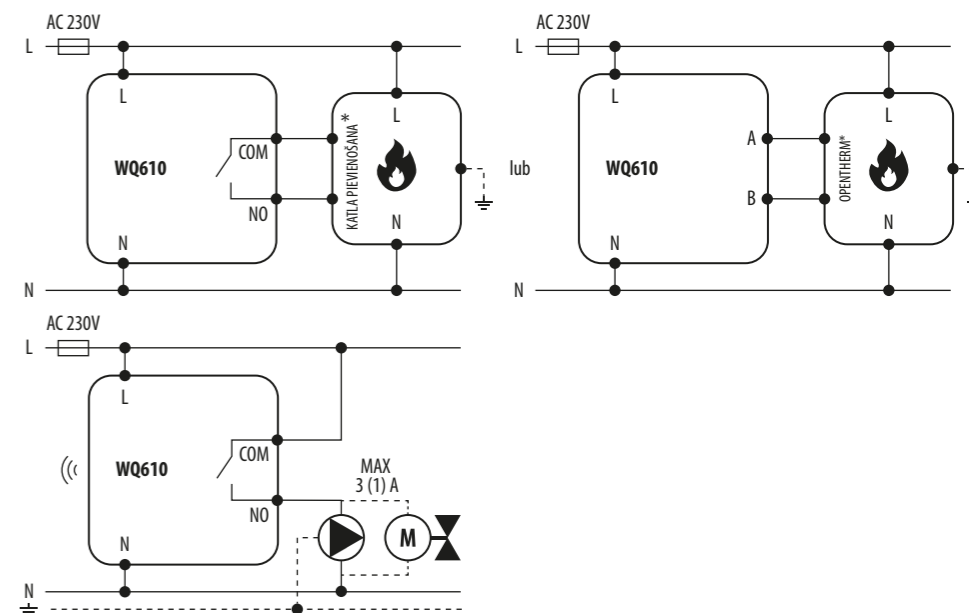 AC 230V
L
L
WQ610
COM
NO
N
N
KATLA PIEVIENOŠANA*
L
N
lub
AC 230V
L
L
WQ610
A
B
N
N
OPENTHERM*
L
N
AC 230V
L
L
WQ610
COM
NO
N
N
MAX
3 (1) A
M